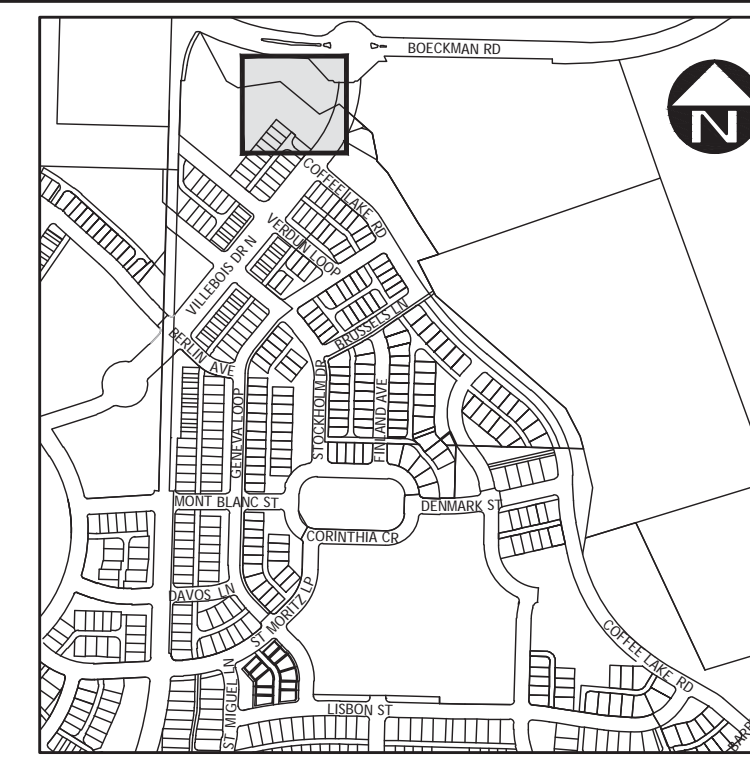 BOECKMAN RD
N
COFFEE LAKE RD
VERDUN LOOP
VILLEBOIS DR N
BRUSSELS LN
BERLIN AVE
STOCKHOLM DR
FINLAND AVE
GENEVA LOOP
MONT BLANC ST
DENMARK ST
CORINTHIA CR
DAVOS LN
ST MORITZ LP
COFFEE LAKE RD
ST MIGUEL LN
LISBON ST